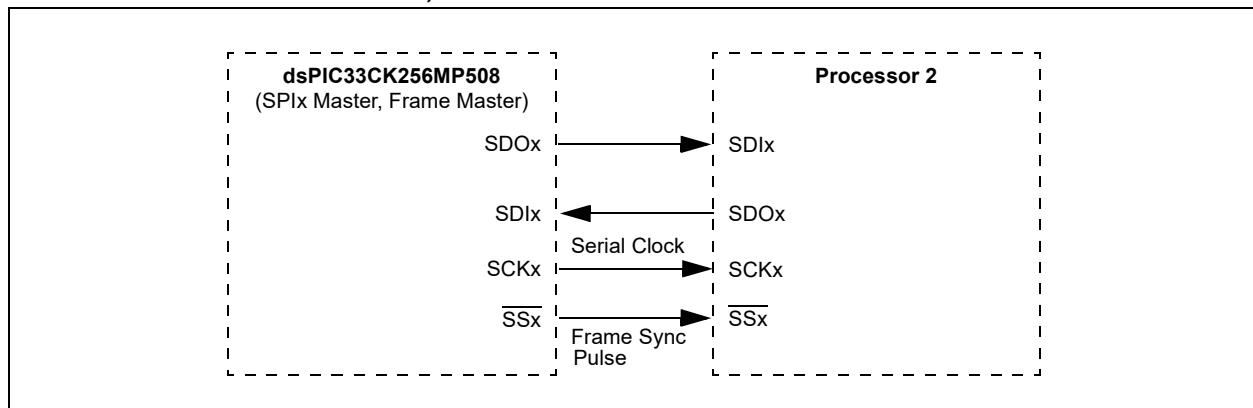 dsPIC33CK256MP508
(SPIx Master, Frame Master)
Processor 2
SDOx
SDIx
SDIx
SDOx
Serial Clock
SCKx
SCKx
SSx
SSx
Frame Sync
Pulse